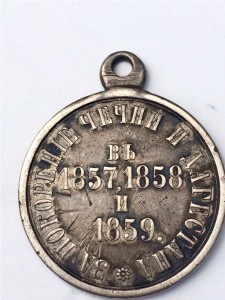 ЗА ПОКОРЕНІЕ ЧЕЧНИ И ДАГЕСТАНА
ВЪ
1857, 1858
И
1859.